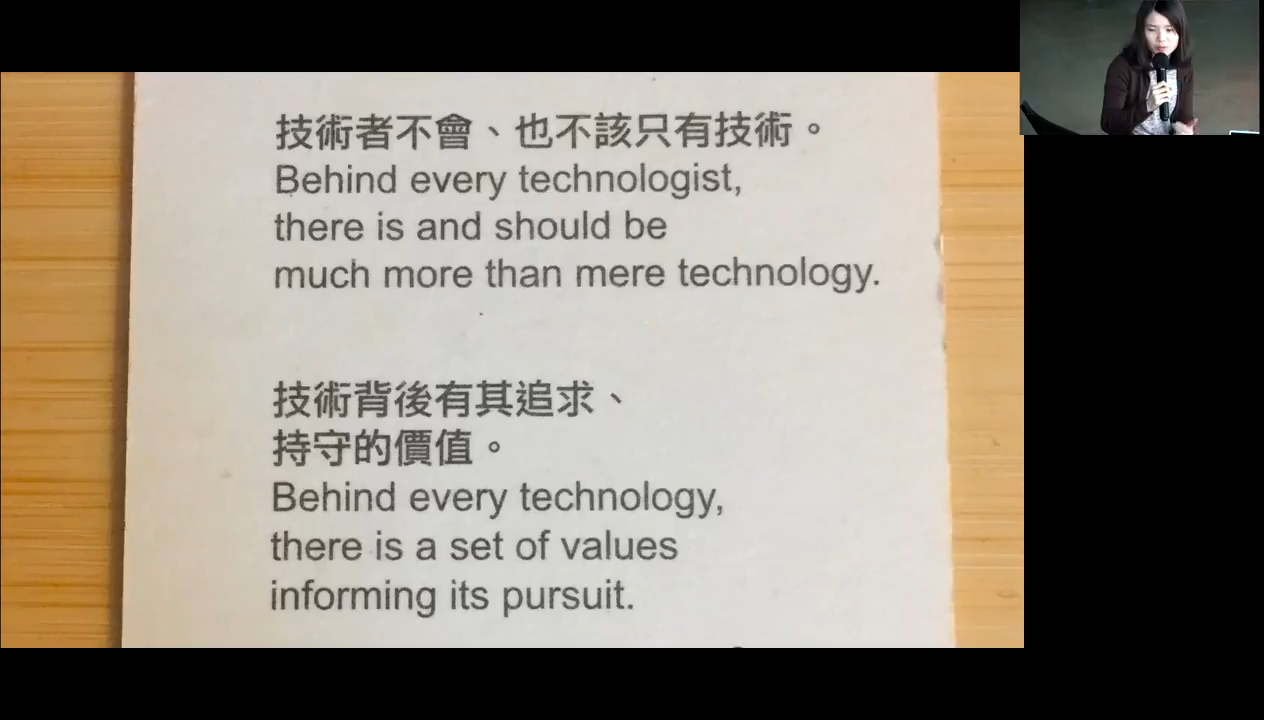 技術者不會、也不該只有技術。
Behind every technologist,
there is and should be
much more than mere technology.
技術背後有其追求、
持守的價值。
Behind every technology,
there is a set of values
informing its pursuit.